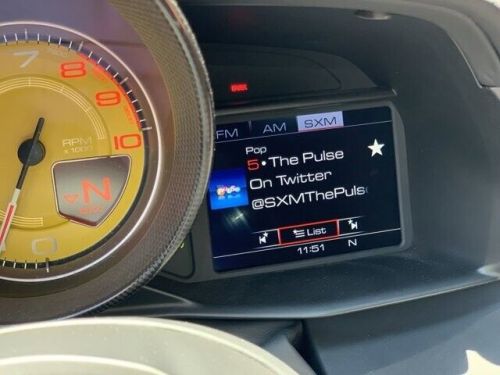 7
8
9
10
RPM
x1000
N
0
FM AM SXM
Pop
5•The Pulse
On Twitter
@SXMThePuls
List
11:51 N